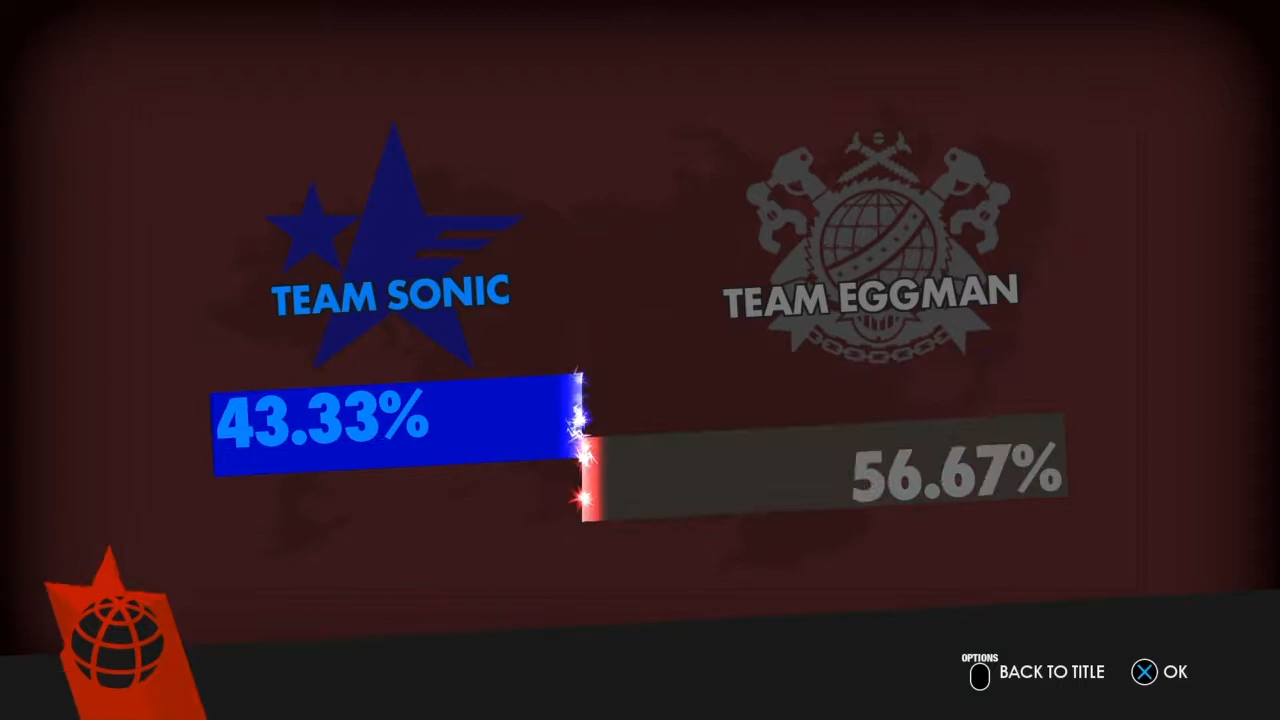 TEAM SONIC
TEAM EGGMAN
43.33%
56.67%
OPTIONS
BACK TO TITLE
OK